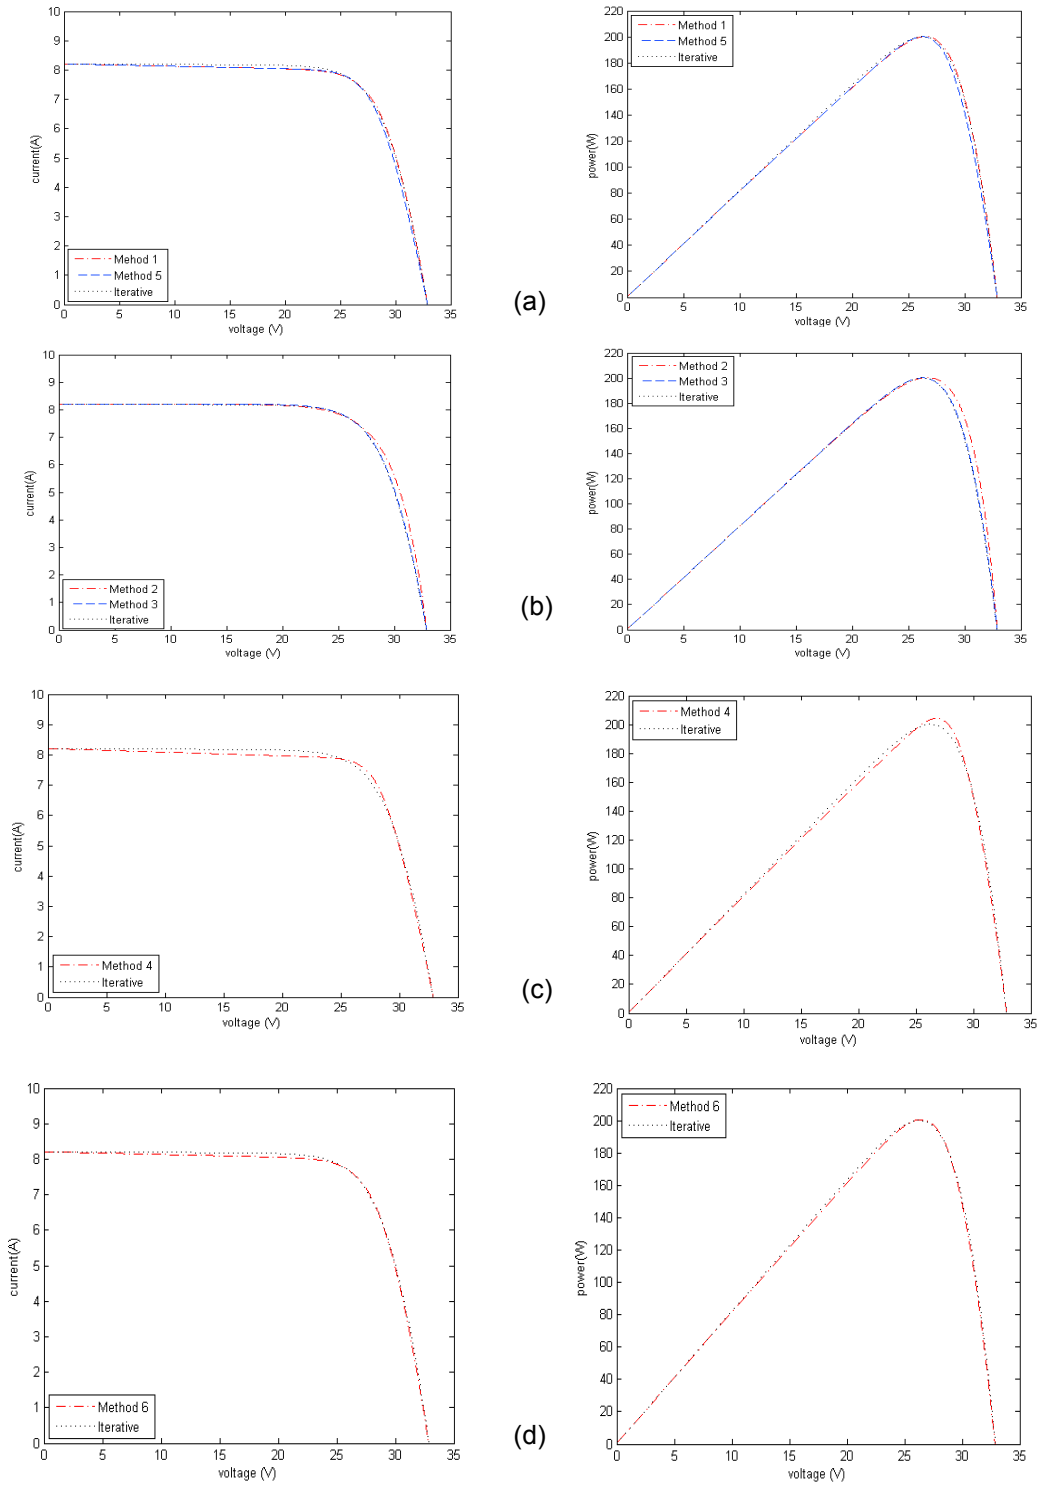 10
9
8
7
6
5
4
3
2
1
0
current(A)
Mehod 1
Method 5
Iterative
0 5 10 15 20 25 30 35
voltage (V)
(a)
220
200
180
160
140
120
100
80
60
40
20
0
power(W)
Method 1
Method 5
Iterative
0 5 10 15 20 25 30 35
voltage (V)
10
9
8
7
6
5
4
3
2
1
0
current(A)
Method 2
Method 3
Iterative
0 5 10 15 20 25 30 35
voltage (V)
(b)
220
200
180
160
140
120
100
80
60
40
20
0
power(W)
Method 2
Method 3
Iterative
0 5 10 15 20 25 30 35
voltage (V)
10
9
8
7
6
5
4
3
2
1
0
current(A)
Method 4
Iterative
0 5 10 15 20 25 30 35
voltage (V)
(c)
220
200
180
160
140
120
100
80
60
40
20
0
power(W)
Method 4
Iterative
0 5 10 15 20 25 30 35
voltage (V)
10
9
8
7
6
5
4
3
2
1
0
current(A)
Method 6
Iterative
0 5 10 15 20 25 30 35
voltage (V)
(d)
220
200
180
160
140
120
100
80
60
40
20
0
power(W)
Method 6
Iterative
0 5 10 15 20 25 30 35
voltage (V)